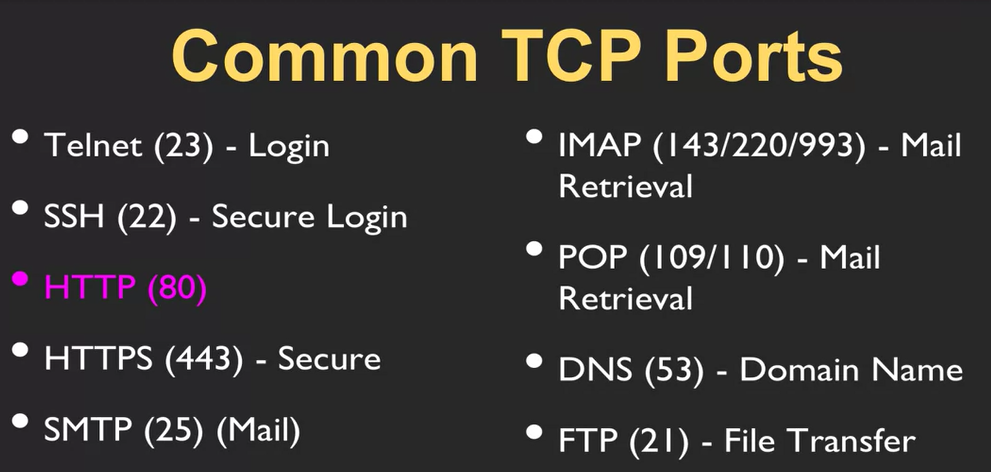 Common TCP Ports
• Telnet (23) - Login
• SSH (22) - Secure Login
• HTTP (80)
• HTTPS (443) - Secure
• SMTP (25) (Mail)
• IMAP (143/220/993) - Mail
Retrieval
• POP (109/110) - Mail
Retrieval
• DNS (53) - Domain Name
• FTP (21) - File Transfer